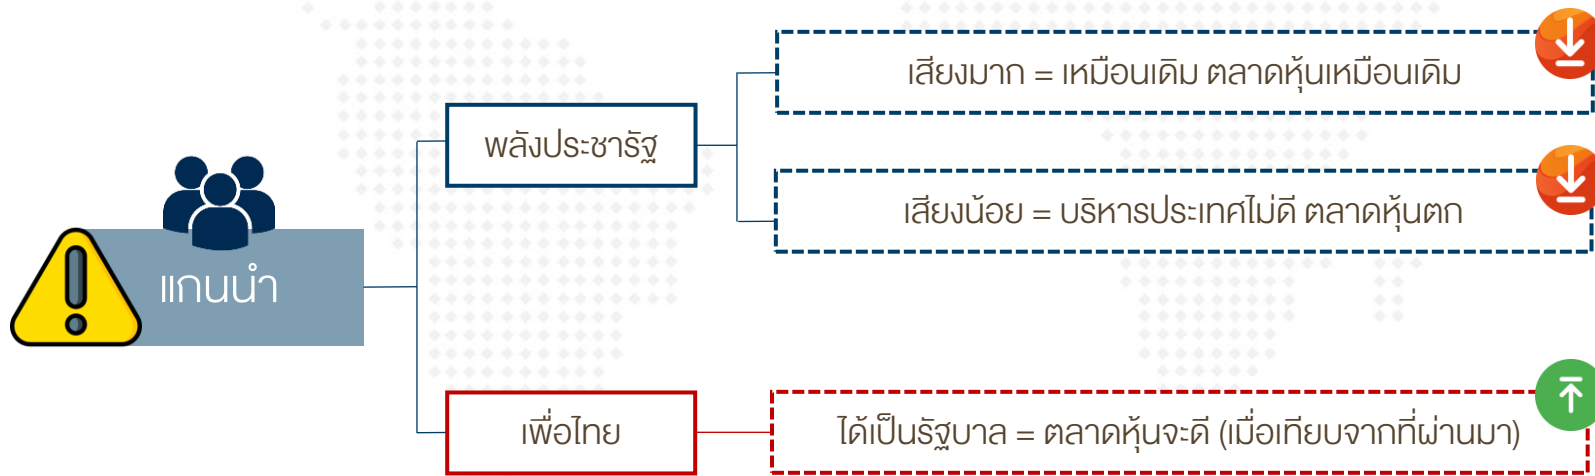 เสียงมาก = เหมือนเดิม ตลาดหุ้นเหมือนเดิม
พลังประชารัฐ
เสียงน้อย = บริหารประเทศไม่ดี ตลาดหุ้นตก
แกนนำ
เพื่อไทย
ได้เป็นรัฐบาล = ตลาดหุ้นจะดี (เมื่อเทียบจากที่ผ่านมา)